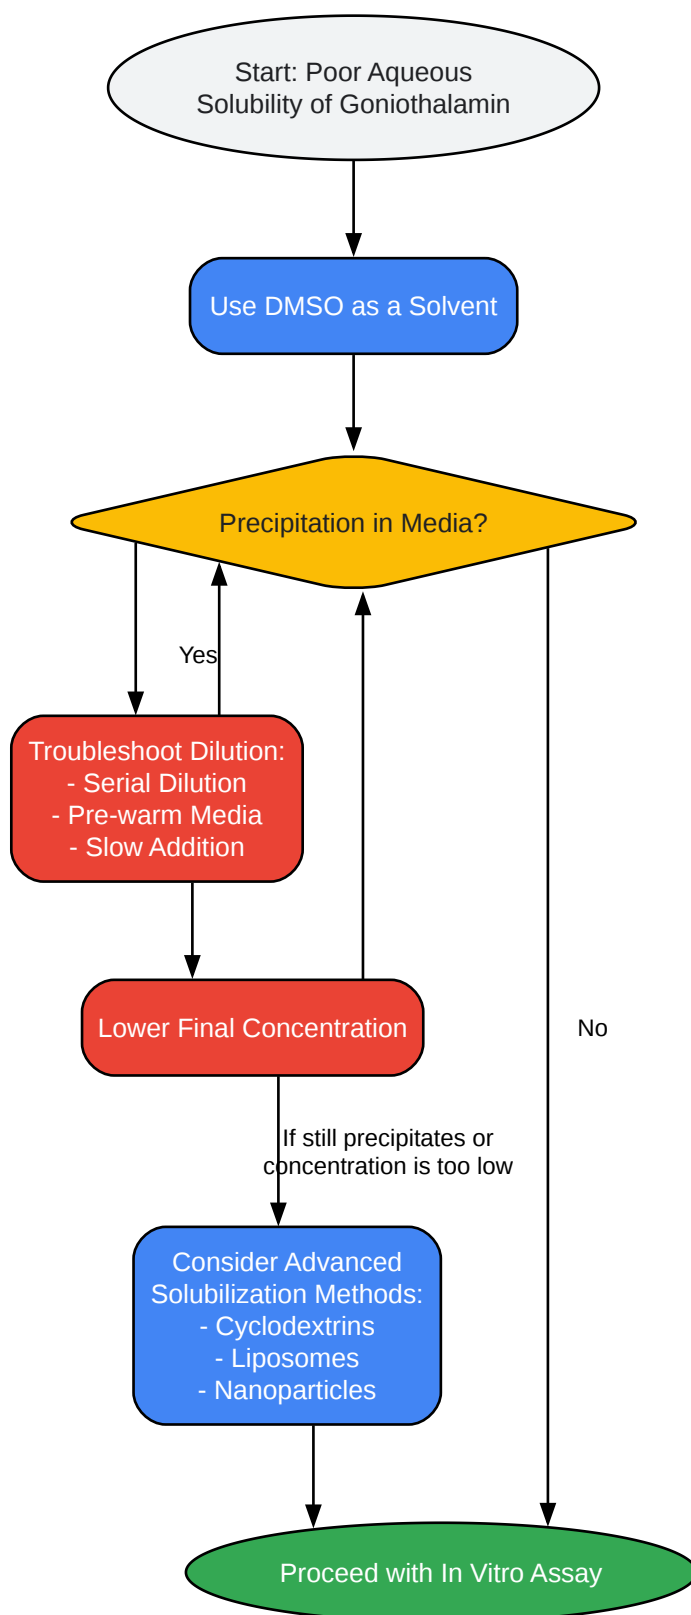 Start: Poor Aqueous
Solubility of Goniothalamin
Use DMSO as a Solvent
Precipitation in Media?
Yes
Troubleshoot Dilution:
- Serial Dilution
- Pre-warm Media
- Slow Addition
Lower Final Concentration
No
If still precipitates or
concentration is too low
Consider Advanced
Solubilization Methods:
- Cyclodextrins
- Liposomes
- Nanoparticles
Proceed with In Vitro Assay